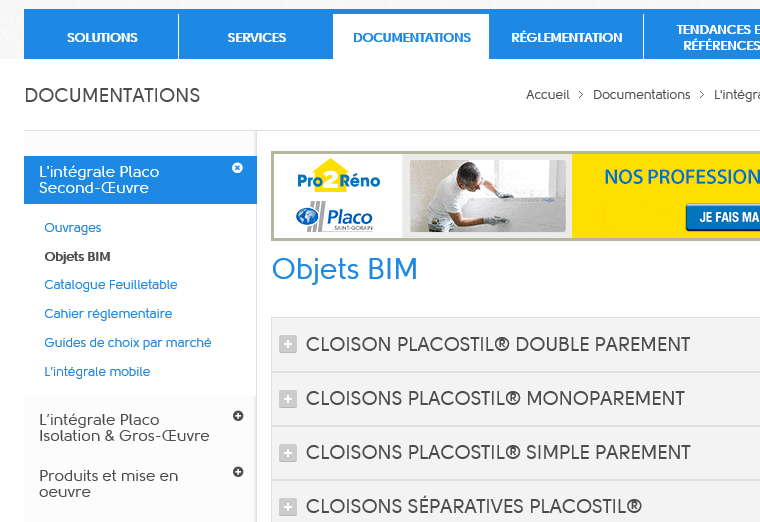 SOLUTIONS
SERVICES
DOCUMENTATIONS
RÉGLEMENTATION
TENDANCES
RÉFÉRENCES
DOCUMENTATIONS
Accueil > Documentations >
L'intégrale Placo
Second-Œuvre
Ouvrages
Objets BIM
Catalogue Feuilletable
Cahier réglementaire
Guides de choix par marché
L'intégrale mobile
L'intégrale Placo
Isolation & Gros-Œuvre
Produits et mise en
oeuvre
Pro2Réno
Placo
SAINT-GOBAIN
NOS
JE FAIS
Objets BIM
CLOISON PLACOSTIL® DOUBLE PAREMENT
CLOISONS PLACOSTIL® MONOPAREMENT
CLOISONS PLACOSTIL® SIMPLE PAREMENT
CLOISONS SÉPARATIVES PLACOSTIL®